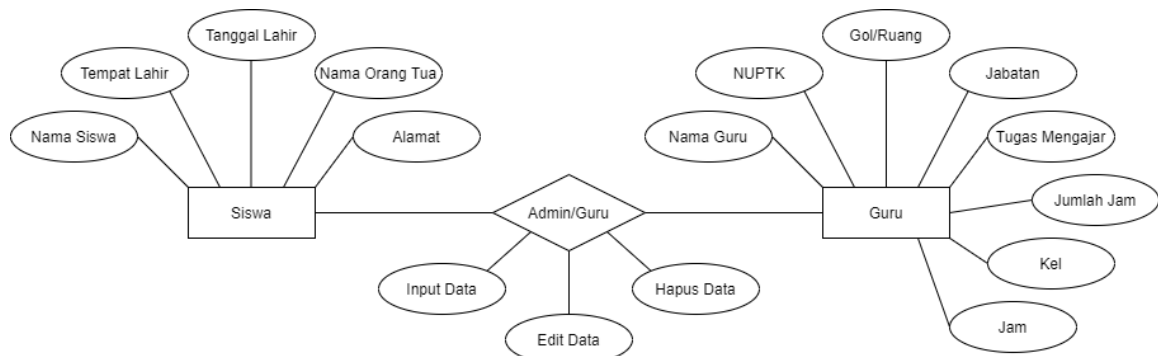 Tanggal Lahir
Tempat Lahir
Nama Orang Tua
Nama Siswa
Alamat
Siswa
Admin/Guru
Input Data
Edit Data
Hapus Data
Gol/Ruang
NUPTK
Jabatan
Nama Guru
Tugas Mengajar
Guru
Jumlah Jam
Kel
Jam